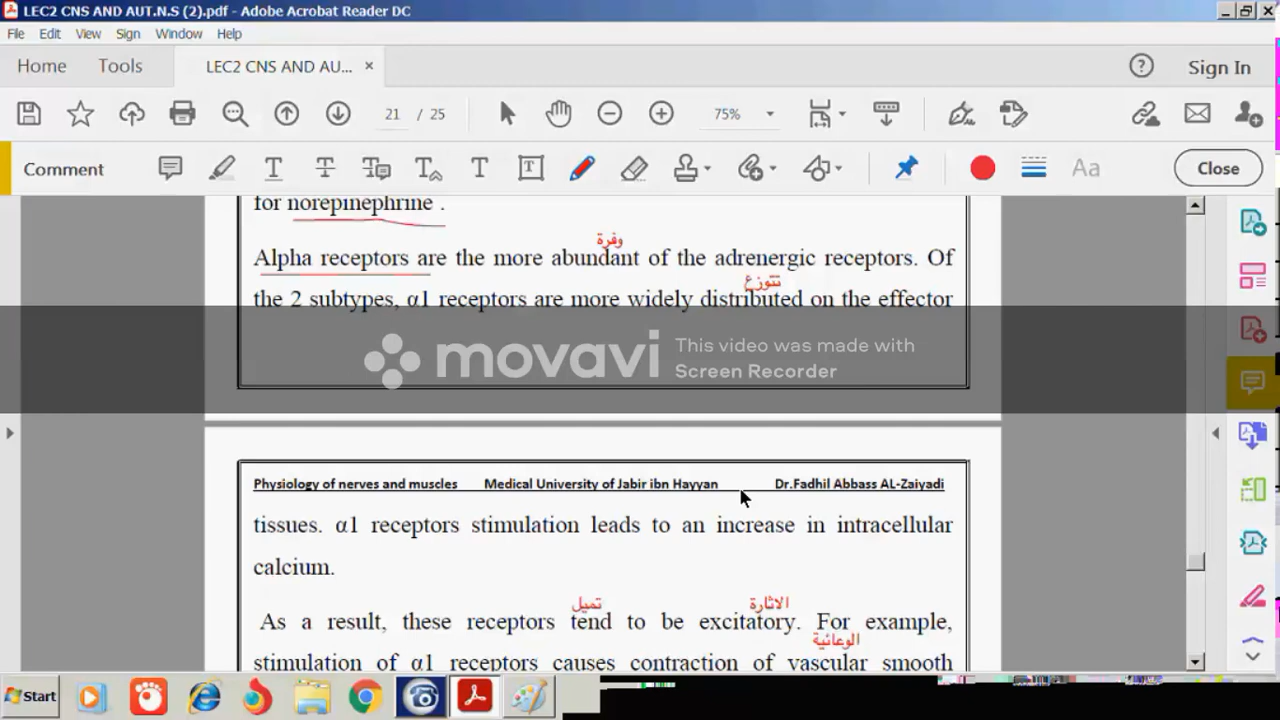 LEC2 CNS AND AUT.N.S (2).pdf - Adobe Acrobat Reader DC
File Edit View Sign Window Help
Home Tools LEC2 CNS AND AU... × Sign In
21 / 25 75%
Comment Close
for norepinephrine .
وفرة
Alpha receptors are the more abundant of the adrenergic receptors. Of
تتوزع
the 2 subtypes, α1 receptors are more widely distributed on the effector
movavi This video was made with
Screen Recorder
Physiology of nerves and muscles Medical University of Jabir ibn Hayyan Dr.Fadhil Abbass AL-Zaiyadi
tissues. α1 receptors stimulation leads to an increase in intracellular
calcium.
تميل الاثارة
As a result, these receptors tend to be excitatory. For example,
الوعائية
stimulation of α1 receptors causes contraction of vascular smooth
Start